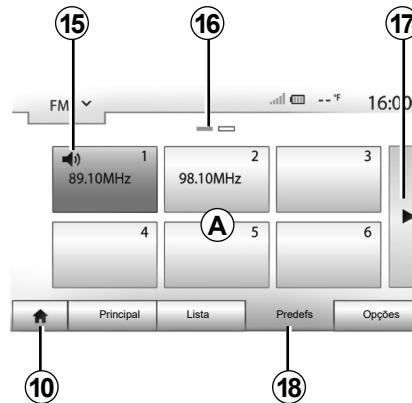 15 16 17
FM -- °F 16:00
1 2 3
89.10MHz 98.10MHz
A
4 5 6
Principal Lista Predefs Opções
10 18